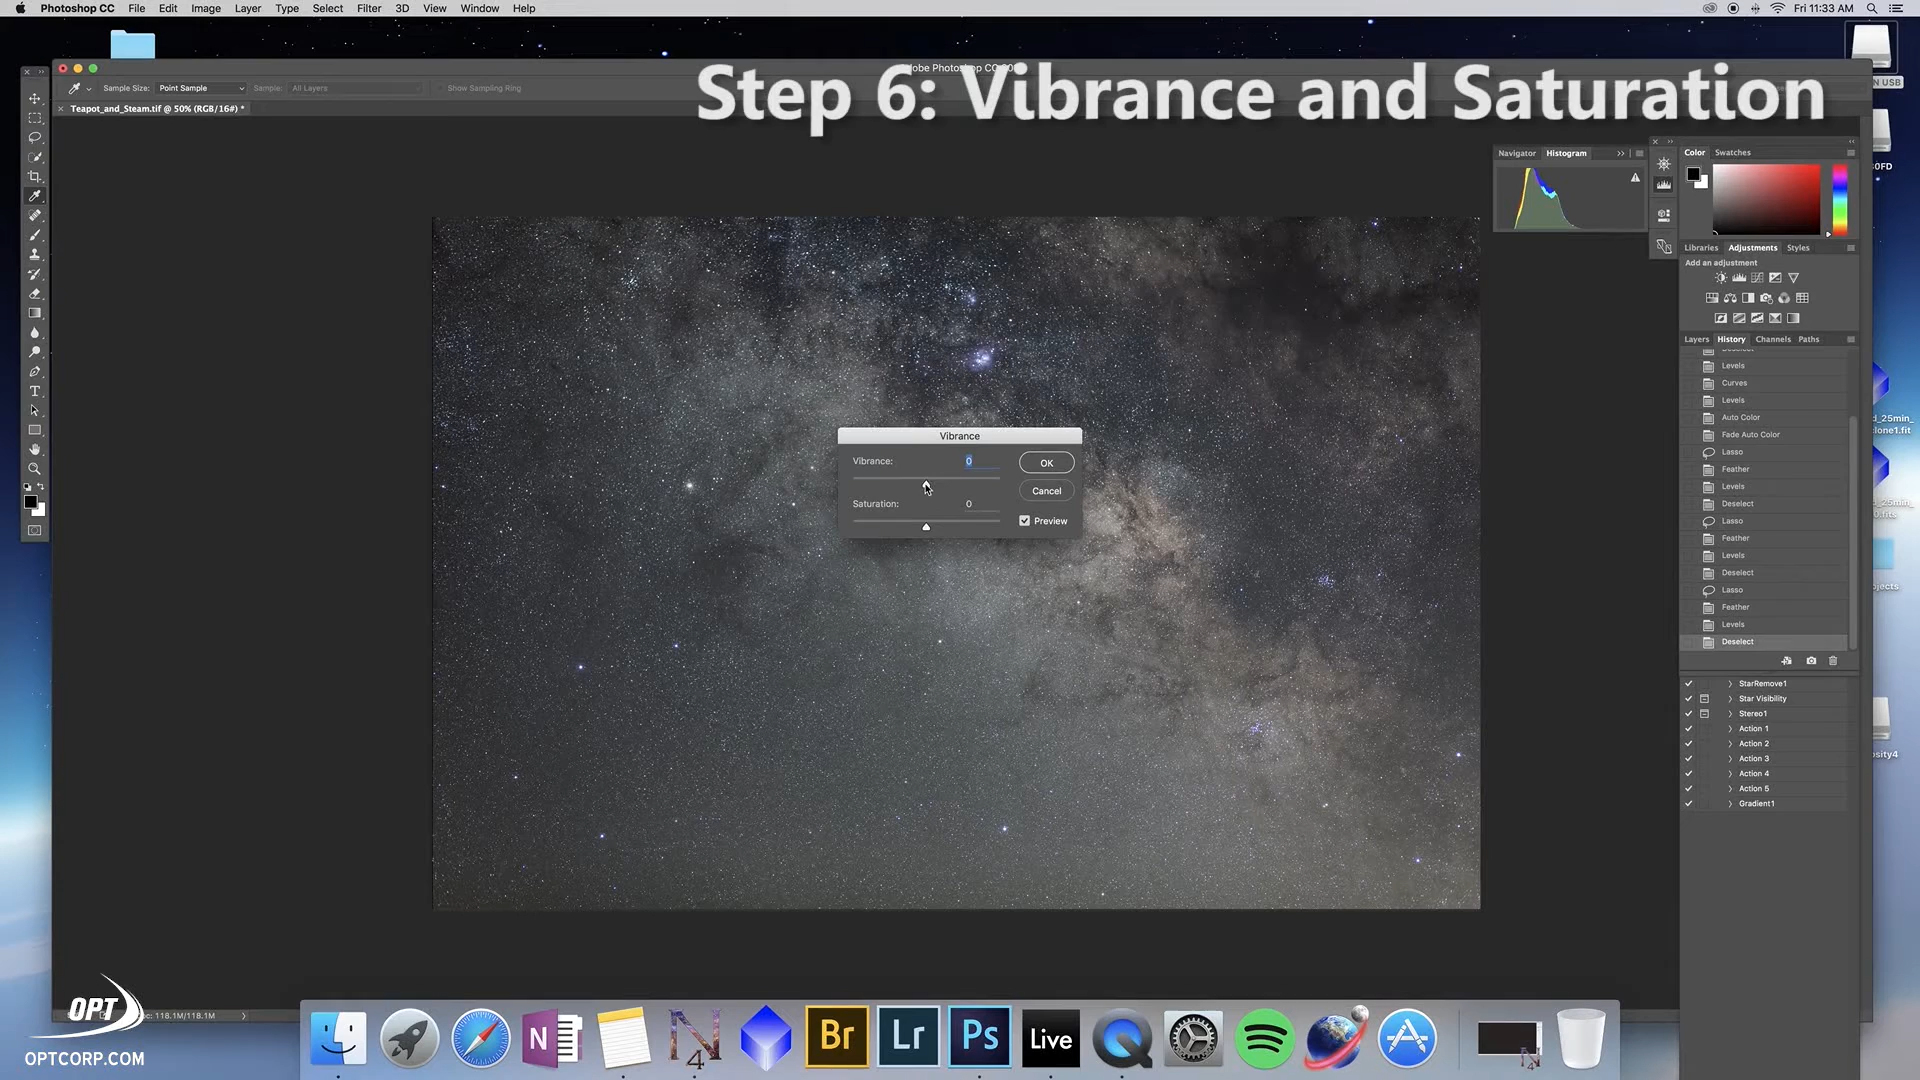 Photoshop CC File Edit Image Layer Type Select Filter 3D View Window Help
Fri 11:33 AM
Step 6: Vibrance and Saturation
Sample Size: Point Sample Sample: All Layers Show Sampling Ring
Teapot_and_Steam.tif @ 50% (RGB/16#) *
Navigator Histogram
Color Swatches
Libraries Adjustments Styles
Add an adjustment
Layers History Channels Paths
Levels
Curves
Levels
Auto Color
Fade Auto Color
Lasso
Feather
Levels
Deselect
Lasso
Feather
Levels
Deselect
Lasso
Feather
Levels
Deselect
StarRemove1
Star Visibility
Stereo1
Action 1
Action 2
Action 3
Action 4
Action 5
Gradient1
Vibrance
Vibrance: 0
OK
Cancel
Saturation: 0
Preview
OPT
118.1M/118.1M
OPTCORP.COM
N
N
4
Br
Lr
Ps
Live